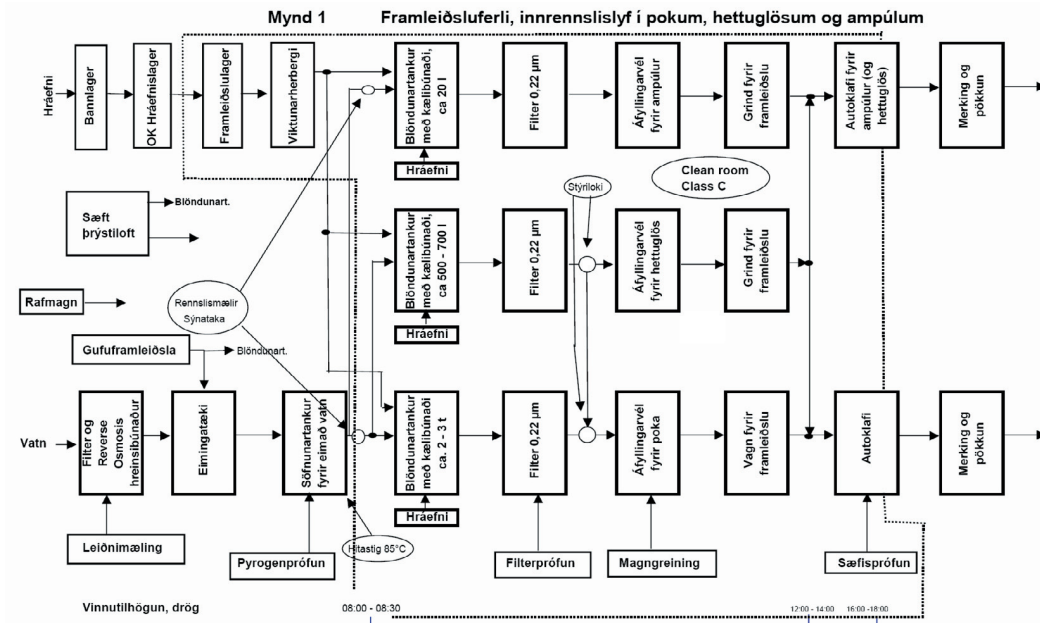 Mynd 1 Framleiðsluferli, innrennslislyf í pokum, hettuglösum og ampúlum
Hráefni
Bannlager
OK Hráefnislager
Framleiðslulager
Viktunarherbergi
Blöndunartankur
með kælibúnaði,
ca 20 l
Hráefni
Filter 0,22 µm
Áfyllingarvél
fyrir ampúlur
Grind fyrir
framleiðslu
Autoklafi fyrir
ampúlur (og
hettuglös)
Merking og
pökkun
Clean room
Class C
Sæft
þrýstiloft
Blöndunart.
Stýriloki
Blöndunartankur
með kælibúnaði,
ca 500 - 700 l
Hráefni
Filter 0,22 µm
Áfyllingarvél
fyrir hettuglös
Grind fyrir
framleiðslu
Rafmagn
Rennslismælir
Sýnataka
Gufuframleiðsla
Blöndunart.
Vatn
Filter og
Reverse
Osmosis
hreinsibúnaður
Eimingatæki
Söfnunartankur
fyrir eimað vatn
Blöndunartankur
með kælibúnaði
ca. 2 - 3 t
Hráefni
Filter 0,22 µm
Áfyllingarvél
fyrir poka
Vagn fyrir
framleiðslu
Autoklafi
Merking og
pökkun
Leiðnimæling
Pyrogenprófun
Hitastig 85°C
Filterprófun
Magngreining
Sæfisprófun
Vinnutilhögun, drög
08:00 - 08:30
12:00 - 14:00
16:00 -18:00